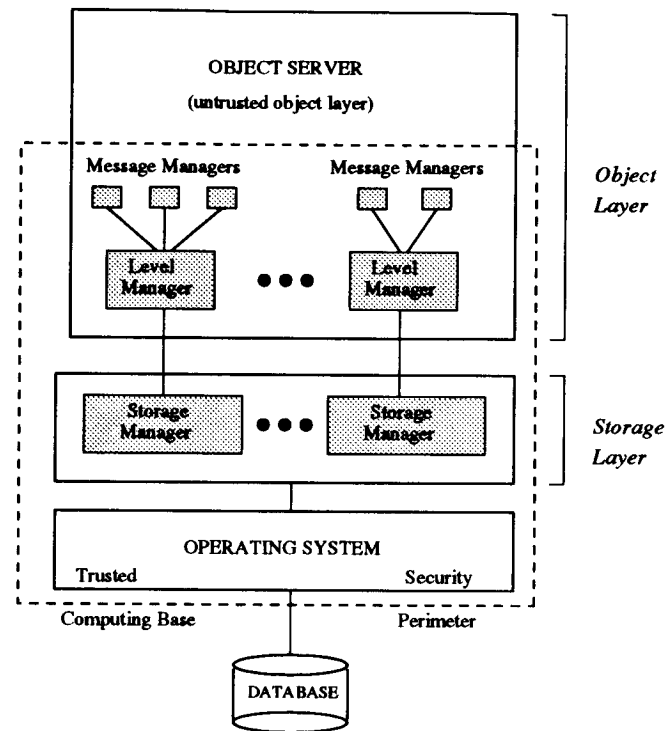 OBJECT SERVER
(untrusted object layer)
Message Managers
Message Managers
Object
Layer
Level
Manager
Level
Manager
Storage
Manager
Storage
Manager
Storage
Layer
OPERATING SYSTEM
Trusted
Security
Computing Base
Perimeter
DATABASE